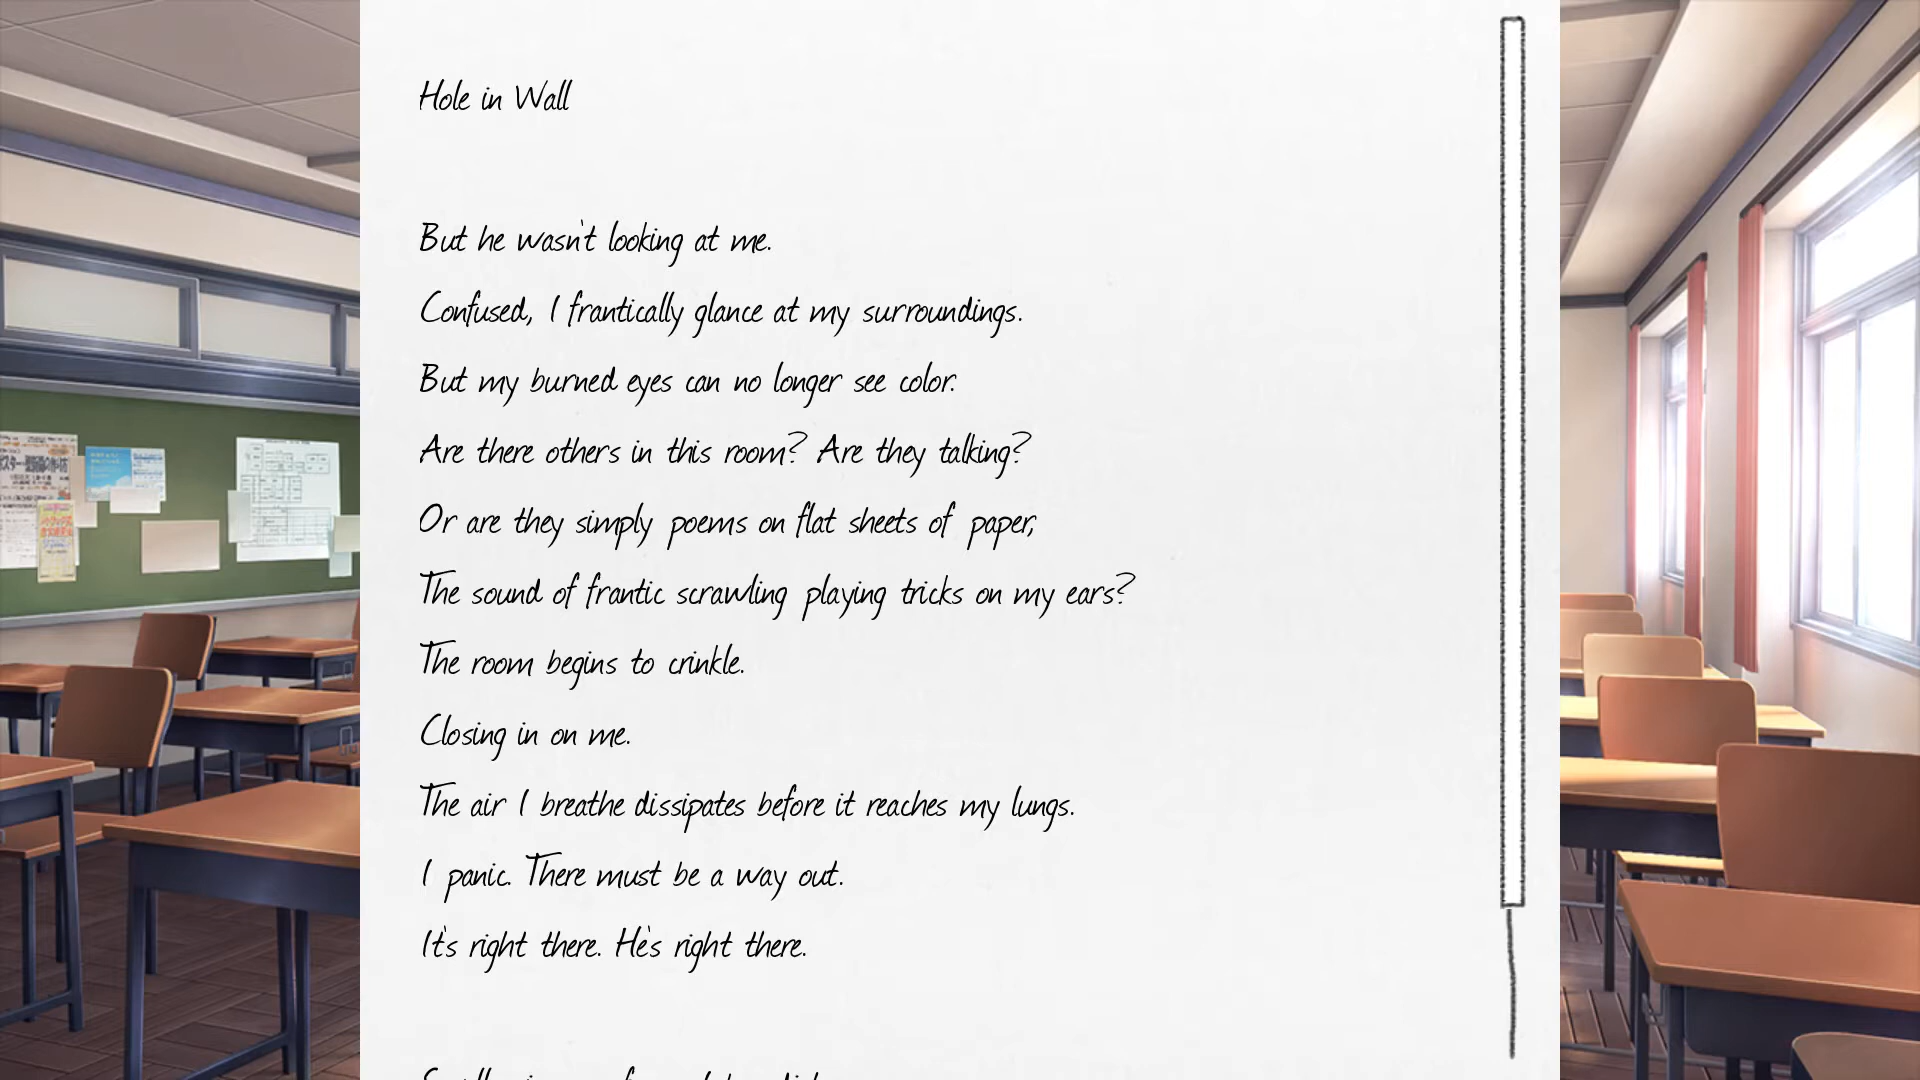 Hole in Wall
But he wasn't looking at me.
Confused, I frantically glance at my surroundings.
But my burned eyes can no longer see color.
Are there others in this room? Are they talking?
Or are they simply poems on flat sheets of paper,
The sound of frantic scrawling playing tricks on my ears?
The room begins to crinkle.
Closing in on me.
The air I breathe dissipates before it reaches my lungs.
I panic. There must be a way out.
It's right there. He's right there.